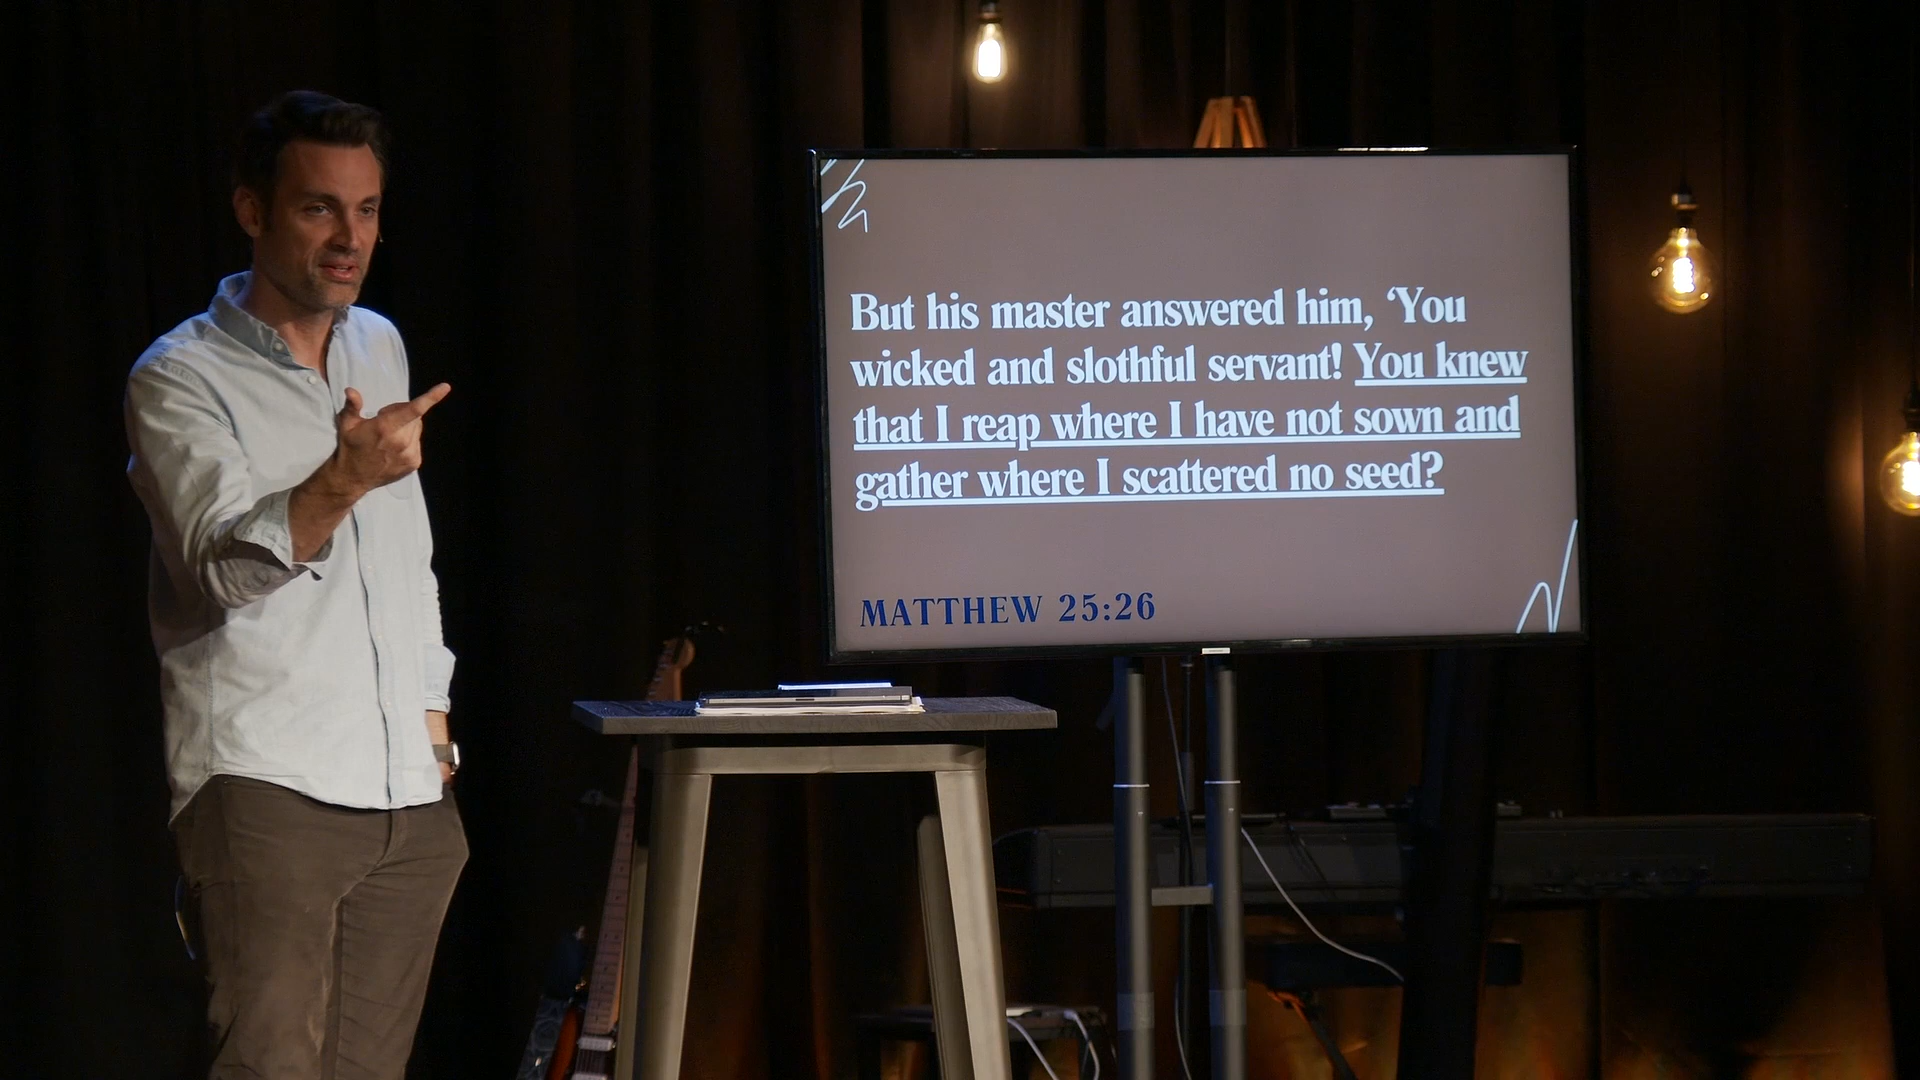 But his master answered him, ‘You
wicked and slothful servant! You knew
that I reap where I have not sown and
gather where I scattered no seed?
MATTHEW 25:26